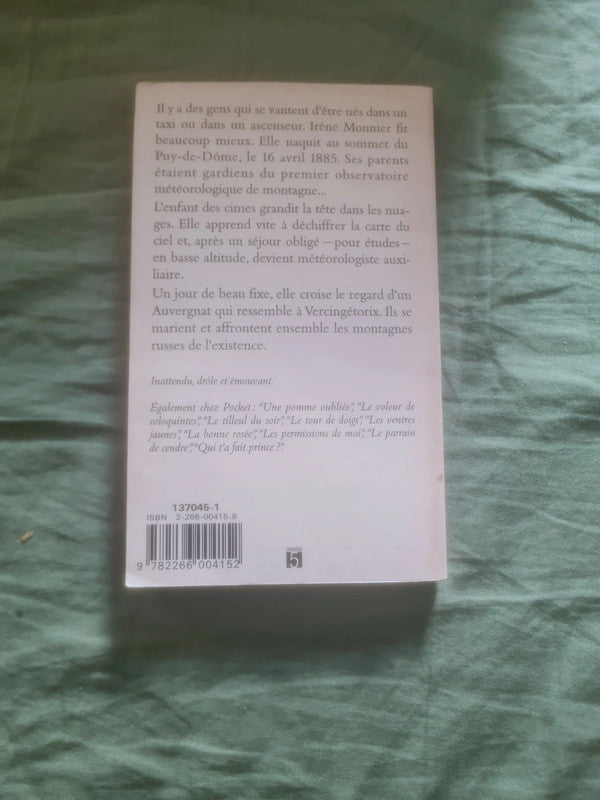 Il y a des gens qui se vantent d'être nés dans un
taxi ou dans un ascenseur. Irène Monnier fit
beaucoup mieux. Elle naquit au sommet du
Puy-de-Dôme, le 16 avril 1885. Ses parents
étaient gardiens du premier observatoire
météorologique de montagne...
L'enfant des cimes grandit la tête dans les nua-
ges. Elle apprend vite à déchiffrer la carte du
ciel et, après un séjour obligé – pour études –
en basse altitude, devient météorologiste auxi-
liaire.
Un jour de beau fixe, elle croise le regard d'un
Auvergnat qui ressemble à Vercingétorix. Ils se
marient et affrontent ensemble les montagnes
russes de l'existence.
Inattendu, drôle et émouvant.
Également chez Pocket : "Une pomme oubliée", "Le voleur de
coloquintes", "Le tilleul du soir", "Le tour de doigt", "Les ventres
jaunes", "La bonne rosée", "Les permissions de mai", "Le parrain
de cendre", "Qui t'a fait prince ?".
137045-1
ISBN 2-266-00415-8
9 782266 004152
5